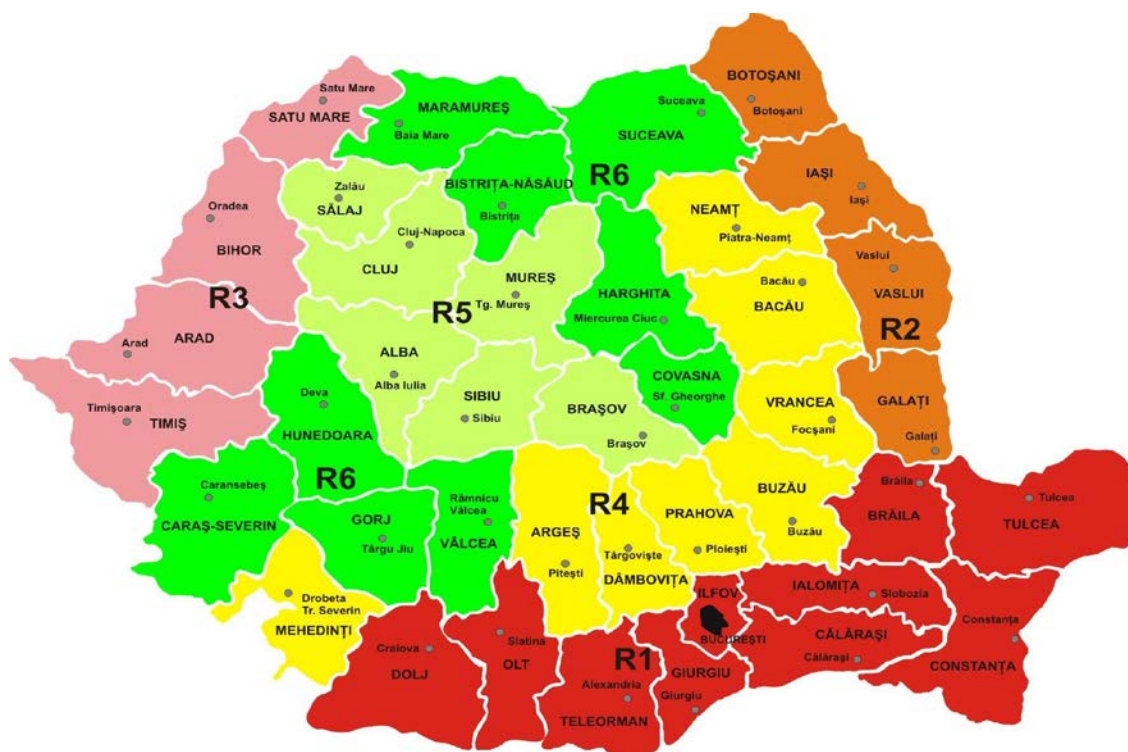 Satu Mare
SATU MARE
MARAMUREŞ
Baia Mare
Suceava
SUCEAVA
BOTOŞANI
Botoşani
Oradea
BIHOR
Zalău
SĂLAJ
BISTRIŢA-NĂSĂUD
Bistriţa
R6
IAŞI
Iaşi
NEAMŢ
Piatra-Neamţ
Cluj-Napoca
CLUJ
MUREŞ
Tg. Mureş
HARGHITA
Miercurea Ciuc
Bacău
BACĂU
Vaslui
VASLUI
R3
R5
R2
Arad
ARAD
ALBA
Alba Iulia
SIBIU
Sibiu
BRAŞOV
Braşov
COVASNA
Sf. Gheorghe
VRANCEA
Focşani
GALAŢI
Galaţi
Timişoara
TIMIŞ
Deva
HUNEDOARA
R6
Caransebeş
CARAŞ-SEVERIN
GORJ
Târgu Jiu
Râmnicu
Vâlcea
VÂLCEA
ARGEŞ
Piteşti
R4
Târgovişte
DÂMBOVIŢA
PRAHOVA
Ploieşti
BUZĂU
Buzău
Brăila
BRĂILA
Tulcea
TULCEA
Drobeta
Tr. Severin
MEHEDINŢI
Craiova
DOLJ
Slatina
OLT
R1
Alexandria
TELEORMAN
ILFOV
BUCUREŞTI
GIURGIU
Giurgiu
IALOMIŢA
Slobozia
CĂLĂRAŞI
Călăraşi
Constanţa
CONSTANŢA